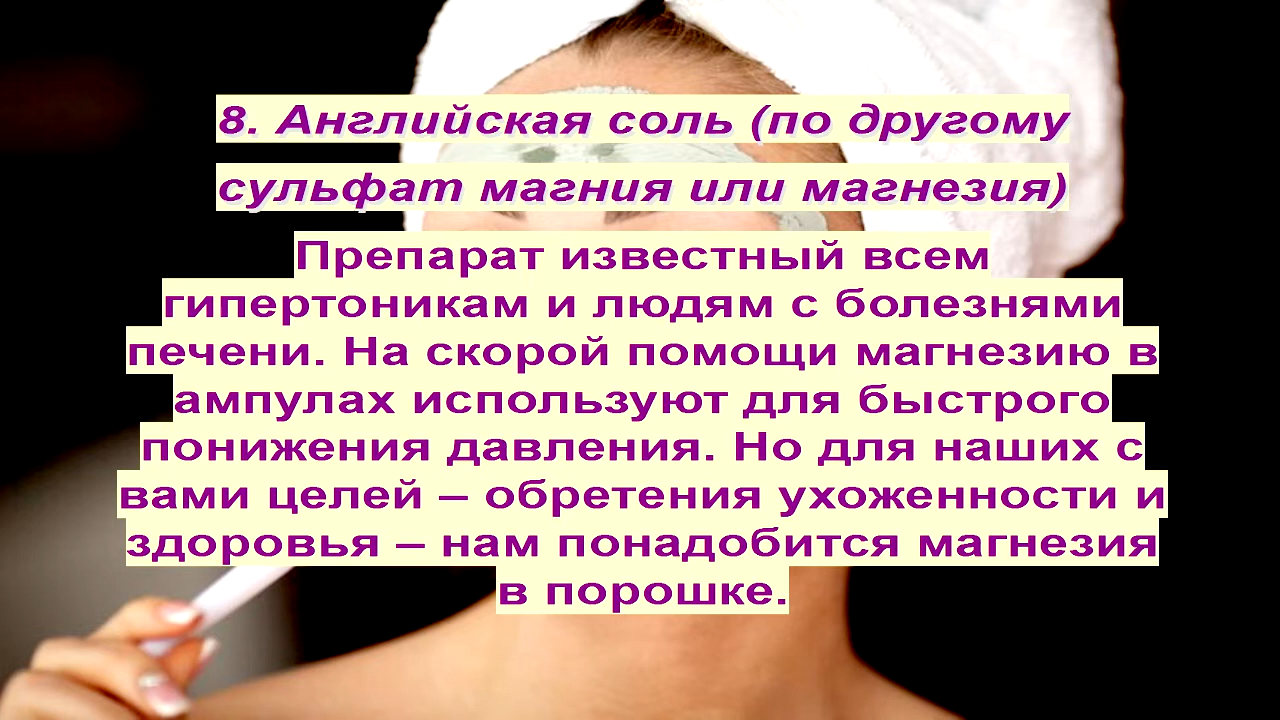 8. Английская соль (по другому
сульфат магния или магнезия)
Препарат известный всем
гипертоникам и людям с болезнями
печени. На скорой помощи магнезию в
ампулах используют для быстрого
понижения давления. Но для наших с
вами целей – обретения ухоженности и
здоровья – нам понадобится магнезия
в порошке.